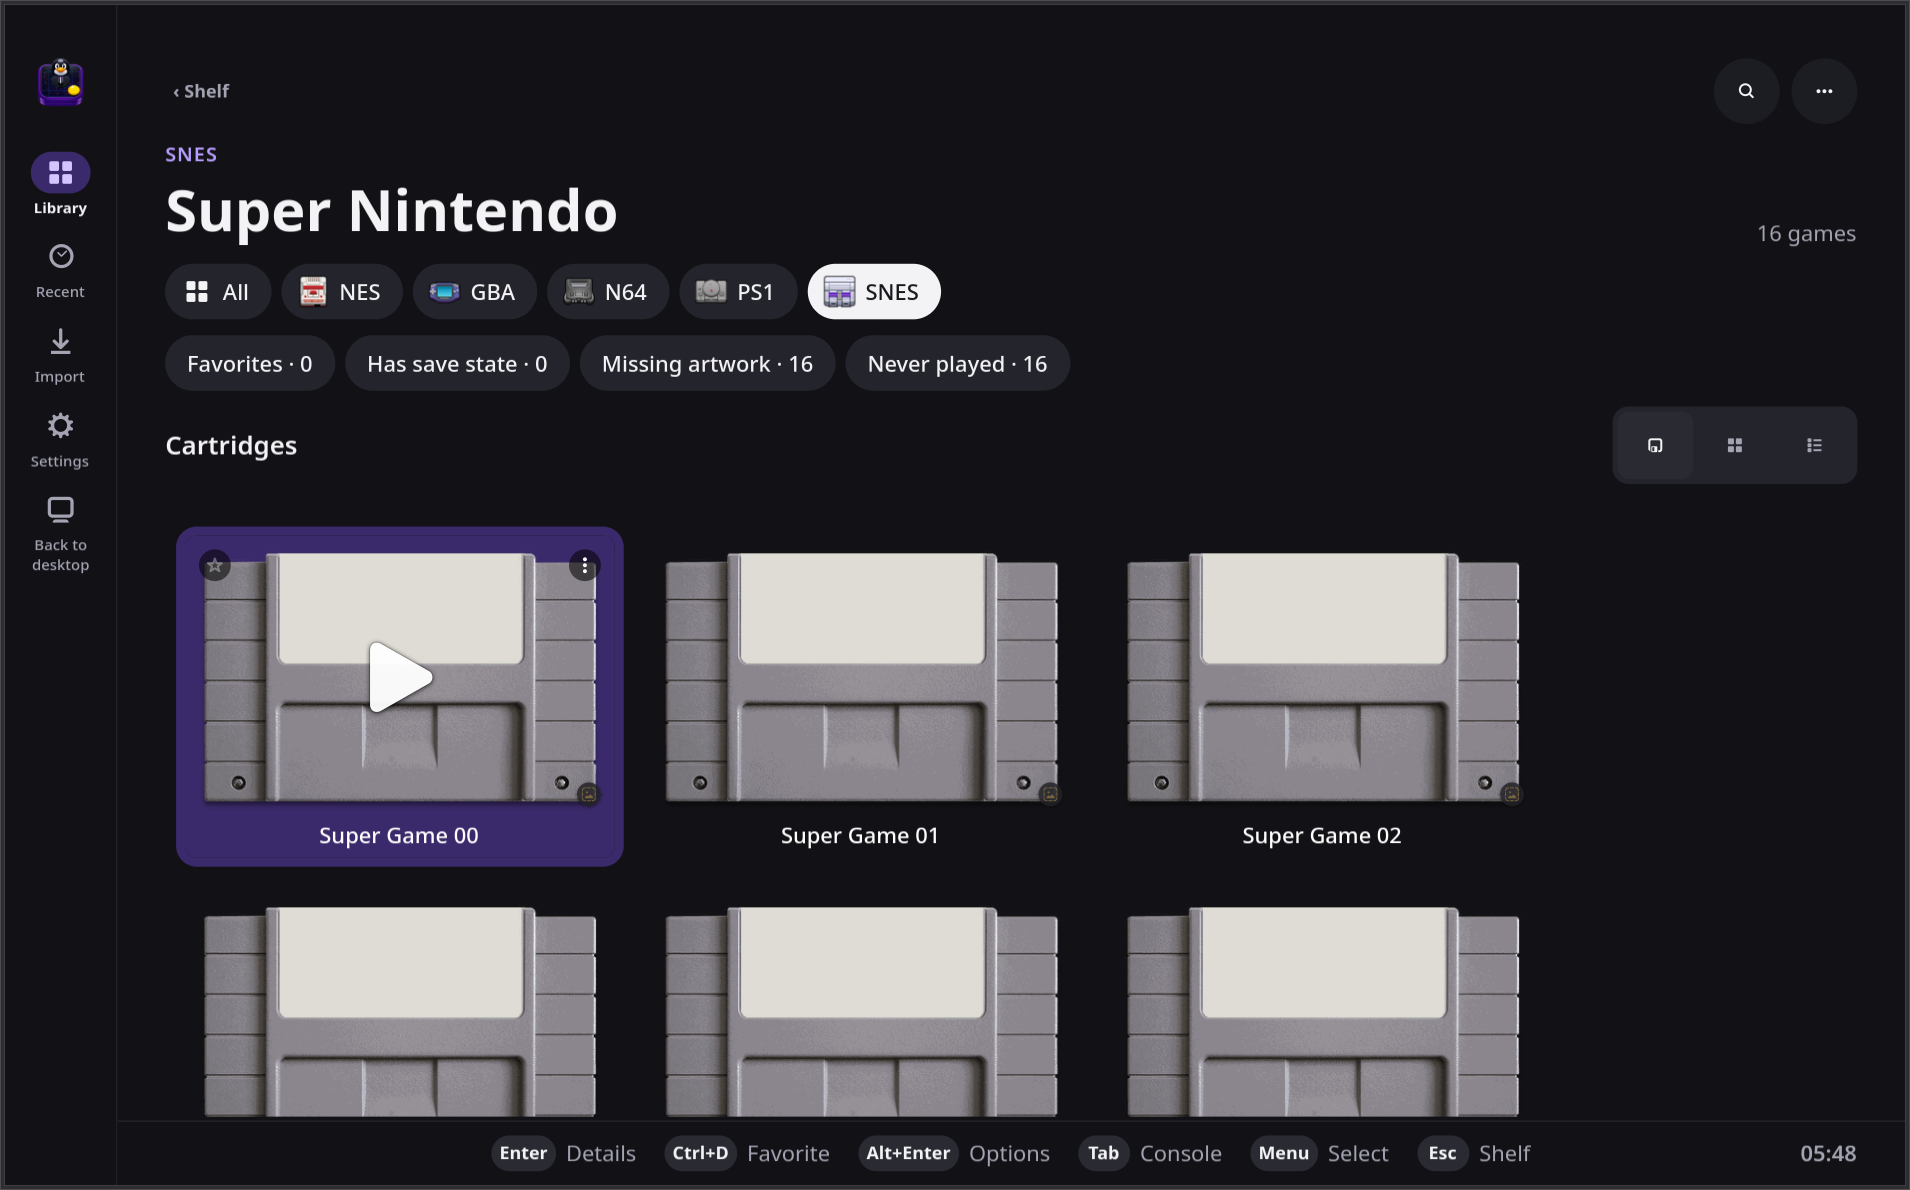 ‹ Shelf
SNES
Super Nintendo
16 games
All NES GBA N64 PS1 SNES
Favorites · 0 Has save state · 0 Missing artwork · 16 Never played · 16
Cartridges
Library
Recent
Import
Settings
Back to
desktop
Super Game 00 Super Game 01 Super Game 02
Enter Details Ctrl+D Favorite Alt+Enter Options Tab Console Menu Select Esc Shelf 05:48